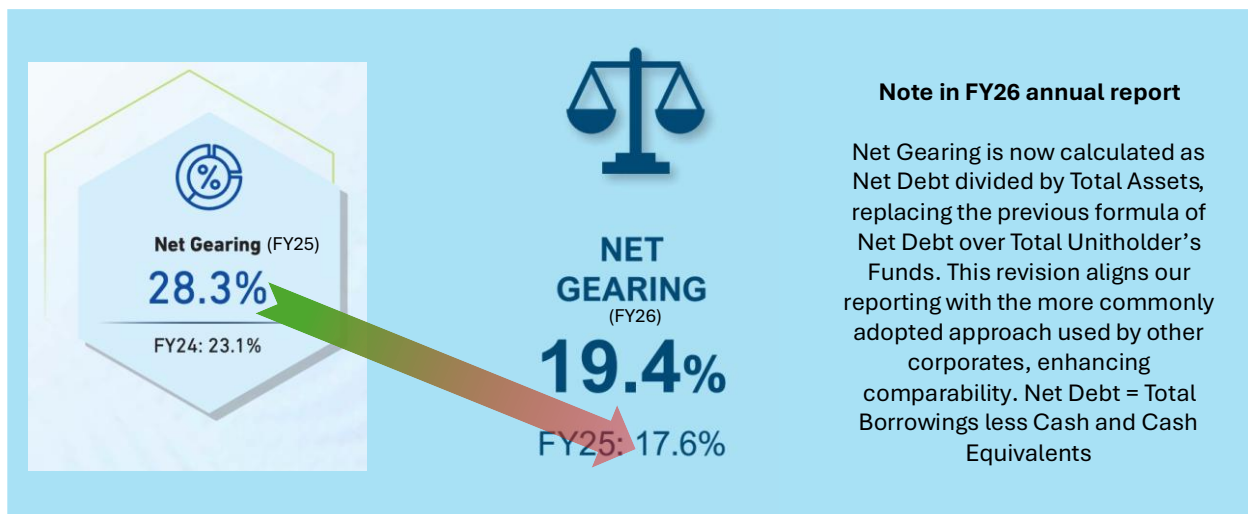 %
Net Gearing (FY25)
28.3%
FY24: 23.1%
NET
GEARING
(FY26)
19.4%
FY25: 17.6%
Note in FY26 annual report
Net Gearing is now calculated as
Net Debt divided by Total Assets,
replacing the previous formula of
Net Debt over Total Unitholder’s
Funds. This revision aligns our
reporting with the more commonly
adopted approach used by other
corporates, enhancing
comparability. Net Debt = Total
Borrowings less Cash and Cash
Equivalents